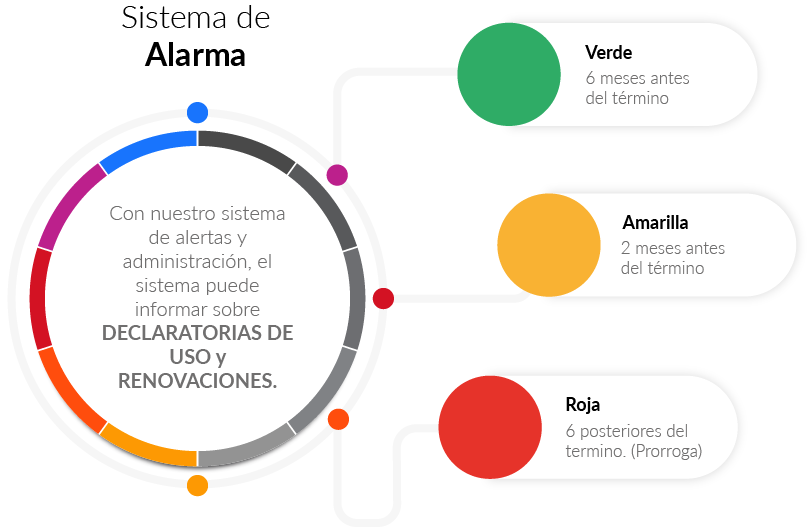 Sistema de
Alarma
Con nuestro sistema
de alertas y
administración, el
sistema puede
informar sobre
DECLARATORIAS DE
USO y
RENOVACIONES.
Verde
6 meses antes
del término
Amarilla
2 meses antes
del término
Roja
6 posteriores del
termino. (Prorroga)